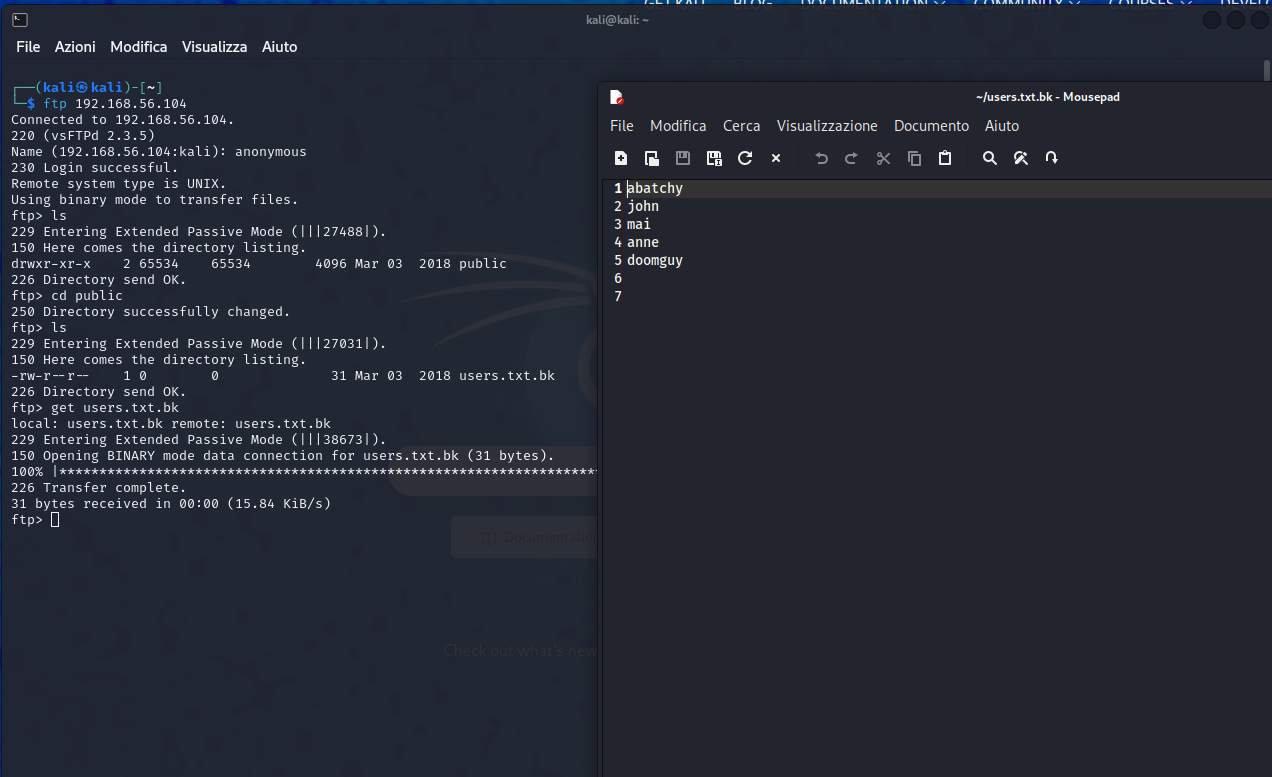 GET KALI BLOG DOCUMENTATION COMMUNITY COURSES
kali@kali: ~
File Azioni Modifica Visualizza Aiuto
┌──(kali㉿kali)-[~]
└─$ ftp 192.168.56.104
Connected to 192.168.56.104.
220 (vsFTPd 2.3.5)
Name (192.168.56.104:kali): anonymous
230 Login successful.
Remote system type is UNIX.
Using binary mode to transfer files.
ftp> ls
229 Entering Extended Passive Mode (|||27488|).
150 Here comes the directory listing.
drwxr-xr-x    2 65534    65534        4096 Mar 03  2018 public
226 Directory send OK.
ftp> cd public
250 Directory successfully changed.
ftp> ls
229 Entering Extended Passive Mode (|||27031|).
150 Here comes the directory listing.
-rw-r--r--    1 0        0              31 Mar 03  2018 users.txt.bk
226 Directory send OK.
ftp> get users.txt.bk
local: users.txt.bk remote: users.txt.bk
229 Entering Extended Passive Mode (|||38673|).
150 Opening BINARY mode data connection for users.txt.bk (31 bytes).
100% |*******************************************************************
226 Transfer complete.
31 bytes received in 00:00 (15.84 KiB/s)
ftp>
Documentatio
Check out what's new
~/users.txt.bk - Mousepad
File Modifica Cerca Visualizzazione Documento Aiuto
1 abatchy
2 john
3 mai
4 anne
5 doomguy
6
7